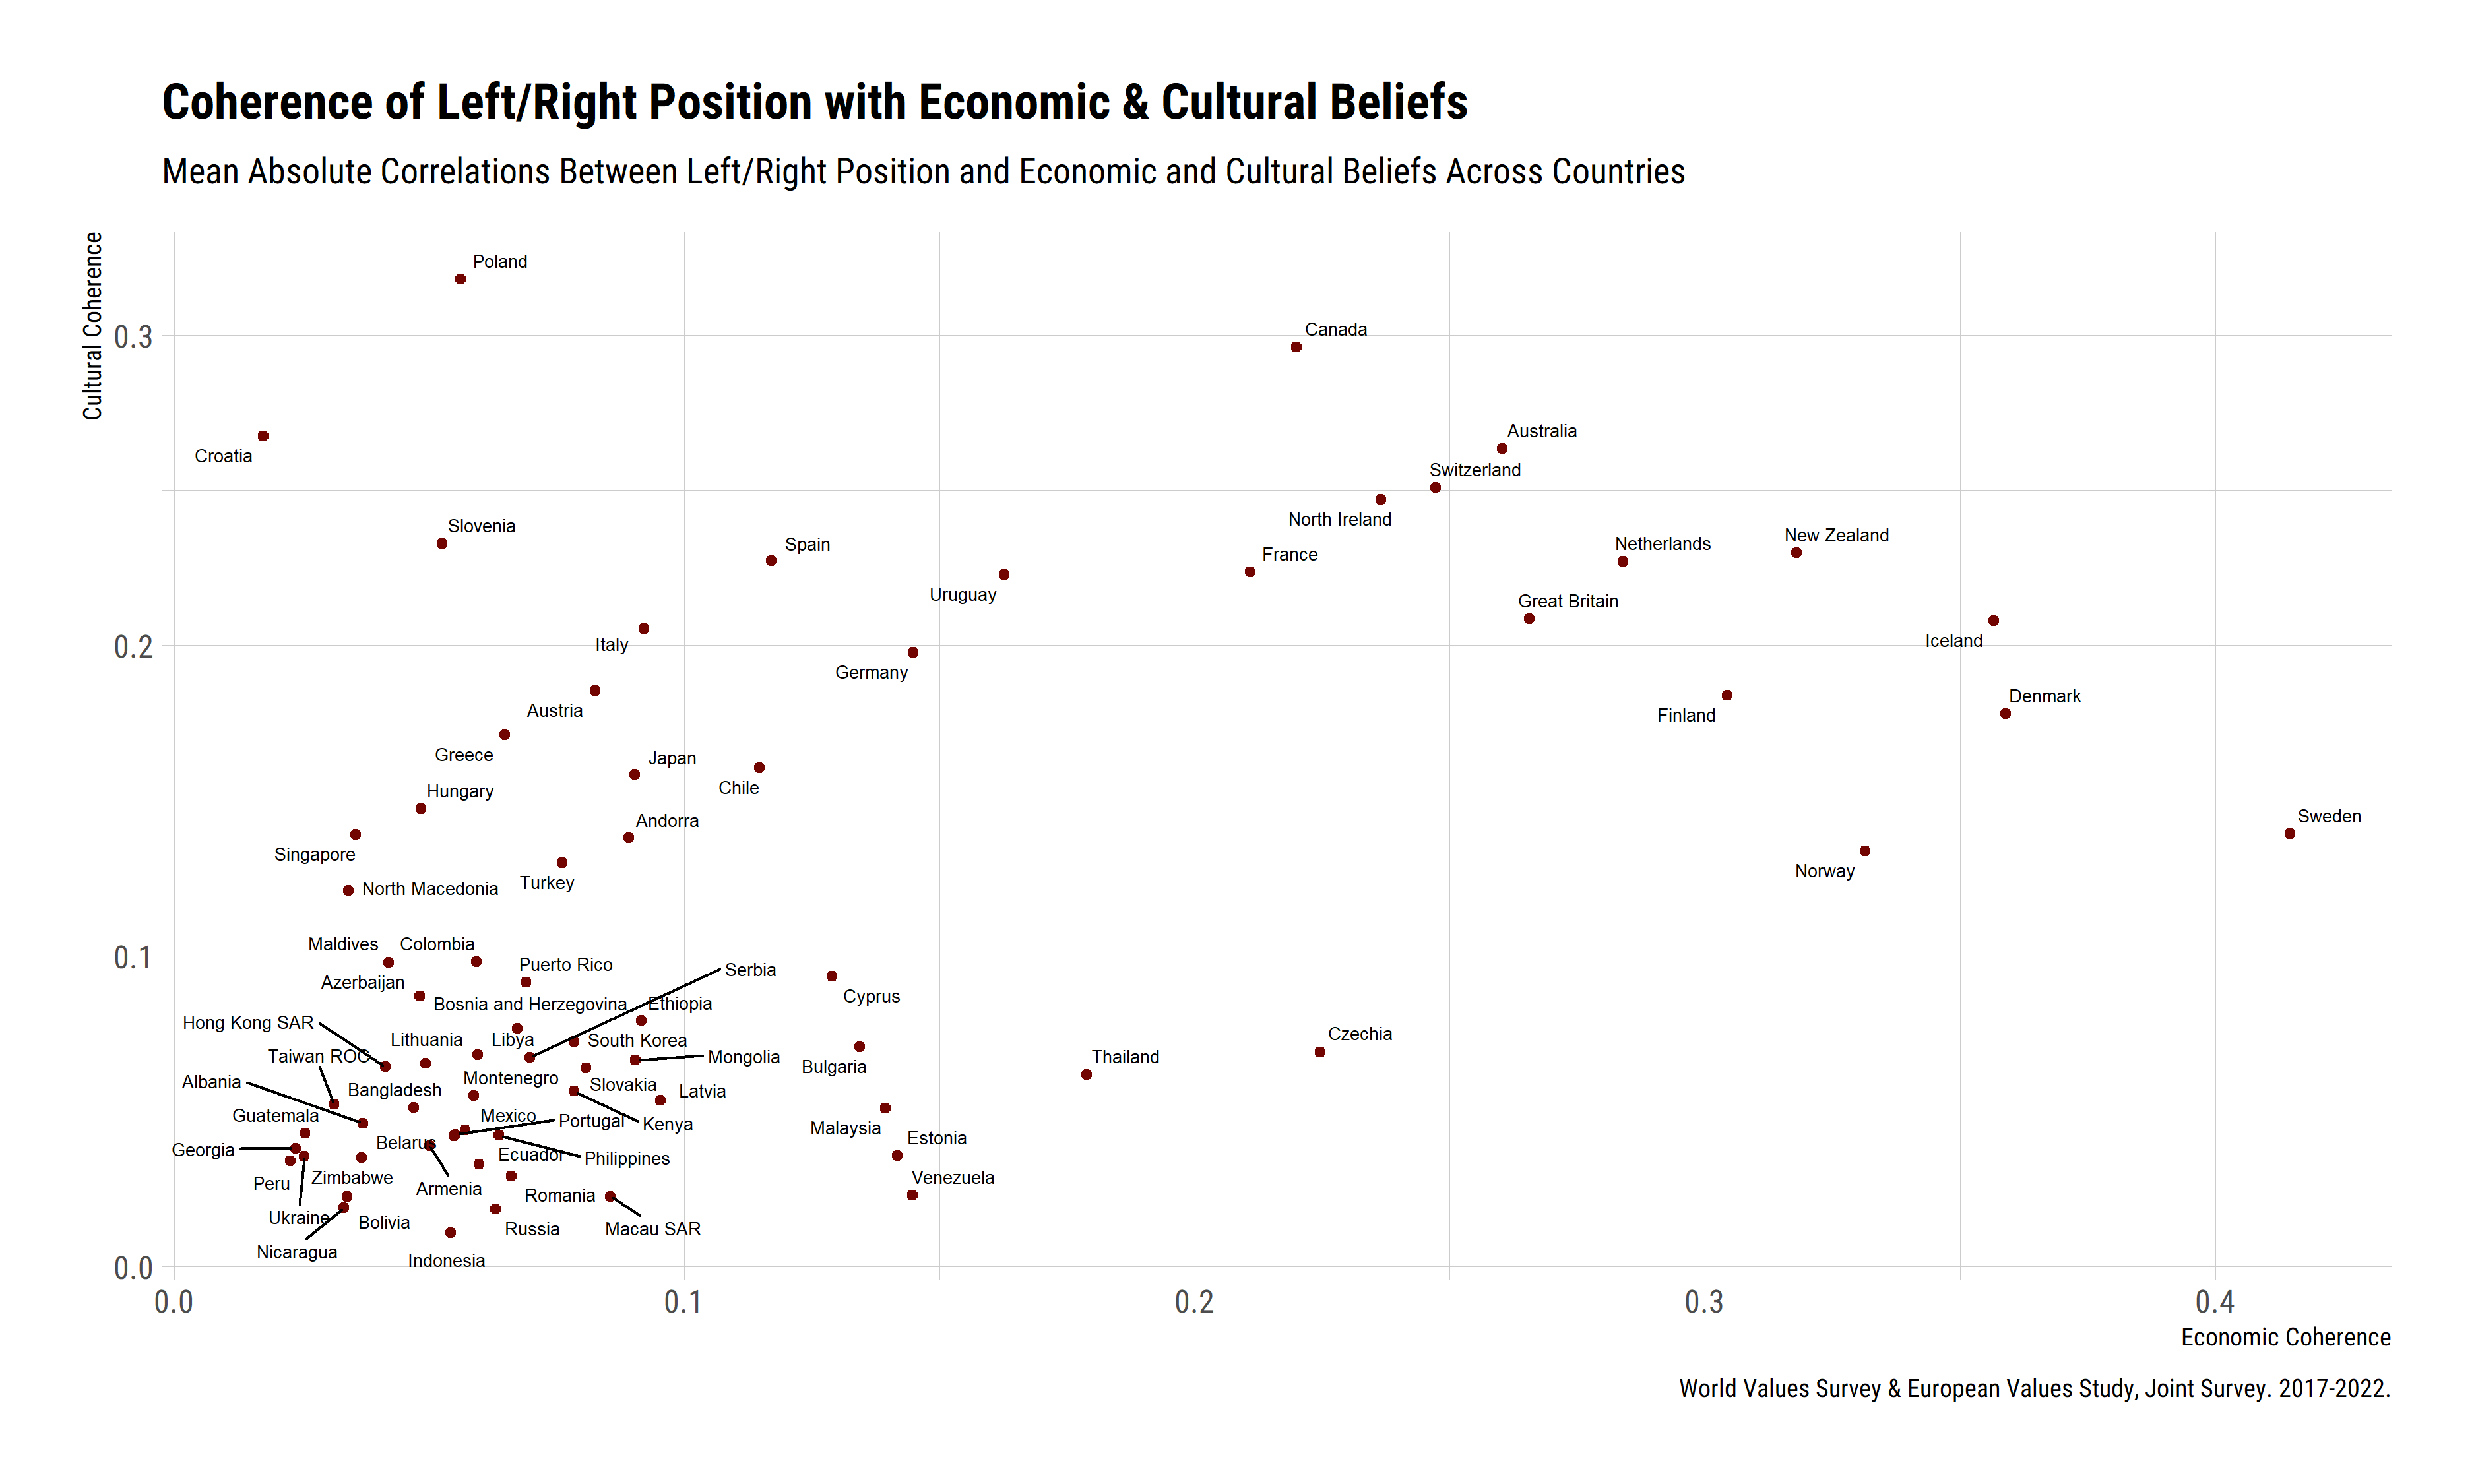 Coherence of Left/Right Position with Economic & Cultural Beliefs
Mean Absolute Correlations Between Left/Right Position and Economic and Cultural Beliefs Across Countries
Cultural Coherence
0.3
0.2
0.1
0.0
Poland
Canada
Croatia
Australia
Switzerland
North Ireland
Slovenia
Spain
France
Netherlands
New Zealand
Uruguay
Great Britain
Italy
Iceland
Germany
Denmark
Austria
Finland
Greece
Japan
Chile
Hungary
Sweden
Andorra
Singapore
Turkey
Norway
North Macedonia
Maldives
Colombia
Puerto Rico
Serbia
Azerbaijan
Cyprus
Bosnia and Herzegovina
Ethiopia
Hong Kong SAR
Czechia
Lithuania
Libya
South Korea
Taiwan ROC
Mongolia
Thailand
Bulgaria
Albania
Montenegro
Slovakia
Bangladesh
Latvia
Guatemala
Mexico
Portugal
Kenya
Malaysia
Georgia
Belarus
Estonia
Ecuador
Philippines
Peru
Zimbabwe
Venezuela
Armenia
Romania
Ukraine
Bolivia
Russia
Macau SAR
Nicaragua
Indonesia
0.0
0.1
0.2
0.3
0.4
Economic Coherence
World Values Survey & European Values Study, Joint Survey. 2017-2022.